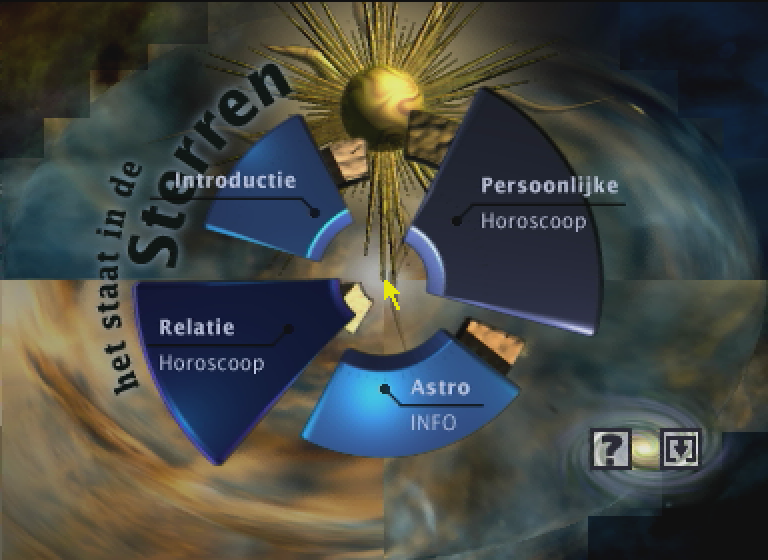 het staat in de
Sterren
Introductie
Persoonlijke
Horoscoop
Relatie
Horoscoop
Astro
INFO
?